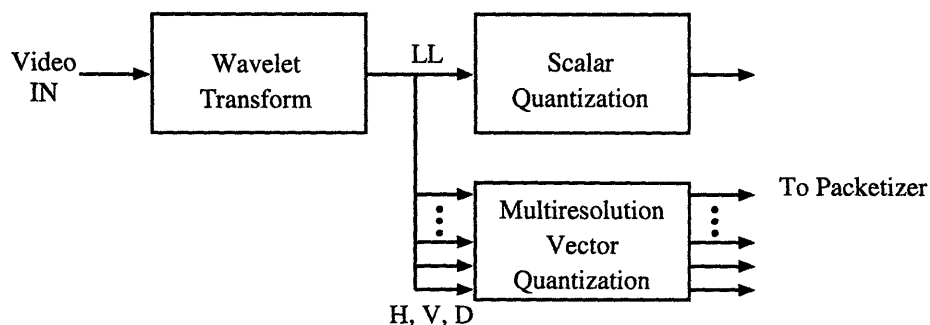 Video
IN
Wavelet
Transform
LL
Scalar
Quantization
Multiresolution
Vector
Quantization
To Packetizer
H, V, D